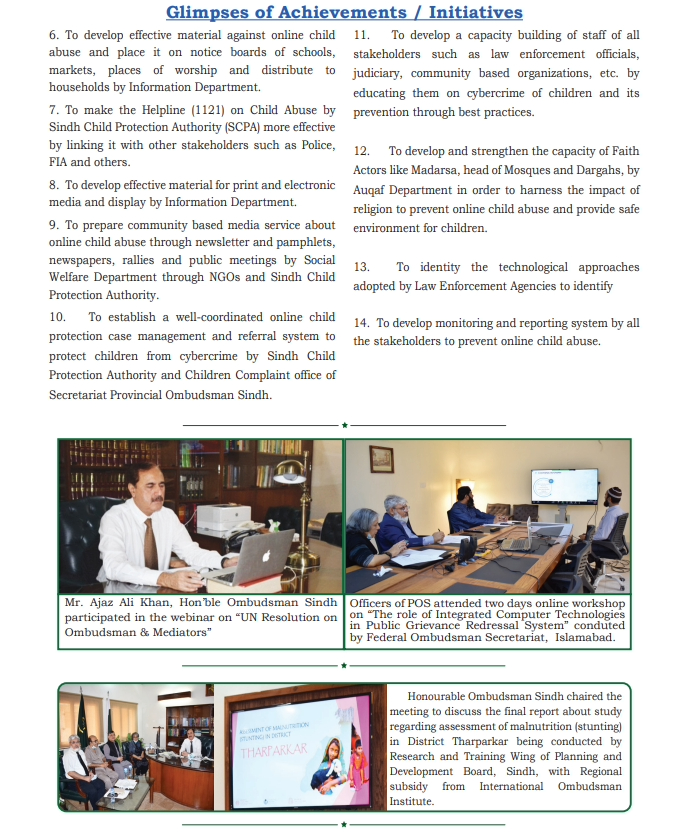 Glimpses of Achievements / Initiatives
6. To develop effective material against online child
abuse and place it on notice boards of schools,
markets, places of worship and distribute to
households by Information Department.
7. To make the Helpline (1121) on Child Abuse by
Sindh Child Protection Authority (SCPA) more effective
by linking it with other stakeholders such as Police,
FIA and others.
8. To develop effective material for print and electronic
media and display by Information Department.
9. To prepare community based media service about
online child abuse through newsletter and pamphlets,
newspapers, rallies and public meetings by Social
Welfare Department through NGOs and Sindh Child
Protection Authority.
10. To establish a well-coordinated online child
protection case management and referral system to
protect children from cybercrime by Sindh Child
Protection Authority and Children Complaint office of
Secretariat Provincial Ombudsman Sindh.
11. To develop a capacity building of staff of all
stakeholders such as law enforcement officials,
judiciary, community based organizations, etc. by
educating them on cybercrime of children and its
prevention through best practices.
12. To develop and strengthen the capacity of Faith
Actors like Madarsa, head of Mosques and Dargahs, by
Auqaf Department in order to harness the impact of
religion to prevent online child abuse and provide safe
environment for children.
13. To identity the technological approaches
adopted by Law Enforcement Agencies to identify
14. To develop monitoring and reporting system by all
the stakeholders to prevent online child abuse.
Mr. Ajaz Ali Khan, Hon'ble Ombudsman Sindh
participated in the webinar on "UN Resolution on
Ombudsman & Mediators"
Officers of POS attended two days online workshop
on "The role of Integrated Computer Technologies
in Public Grievance Redressal System" conduted
by Federal Ombudsman Secretariat, Islamabad.
ASSESMENT OF MALNUTRITION
(STUNTING) IN DISTRICT
THARPARKAR
Honourable Ombudsman Sindh chaired the
meeting to discuss the final report about study
regarding assessment of malnutrition (stunting)
in District Tharparkar being conducted by
Research and Training Wing of Planning and
Development Board, Sindh, with Regional
subsidy from International Ombudsman
Institute.